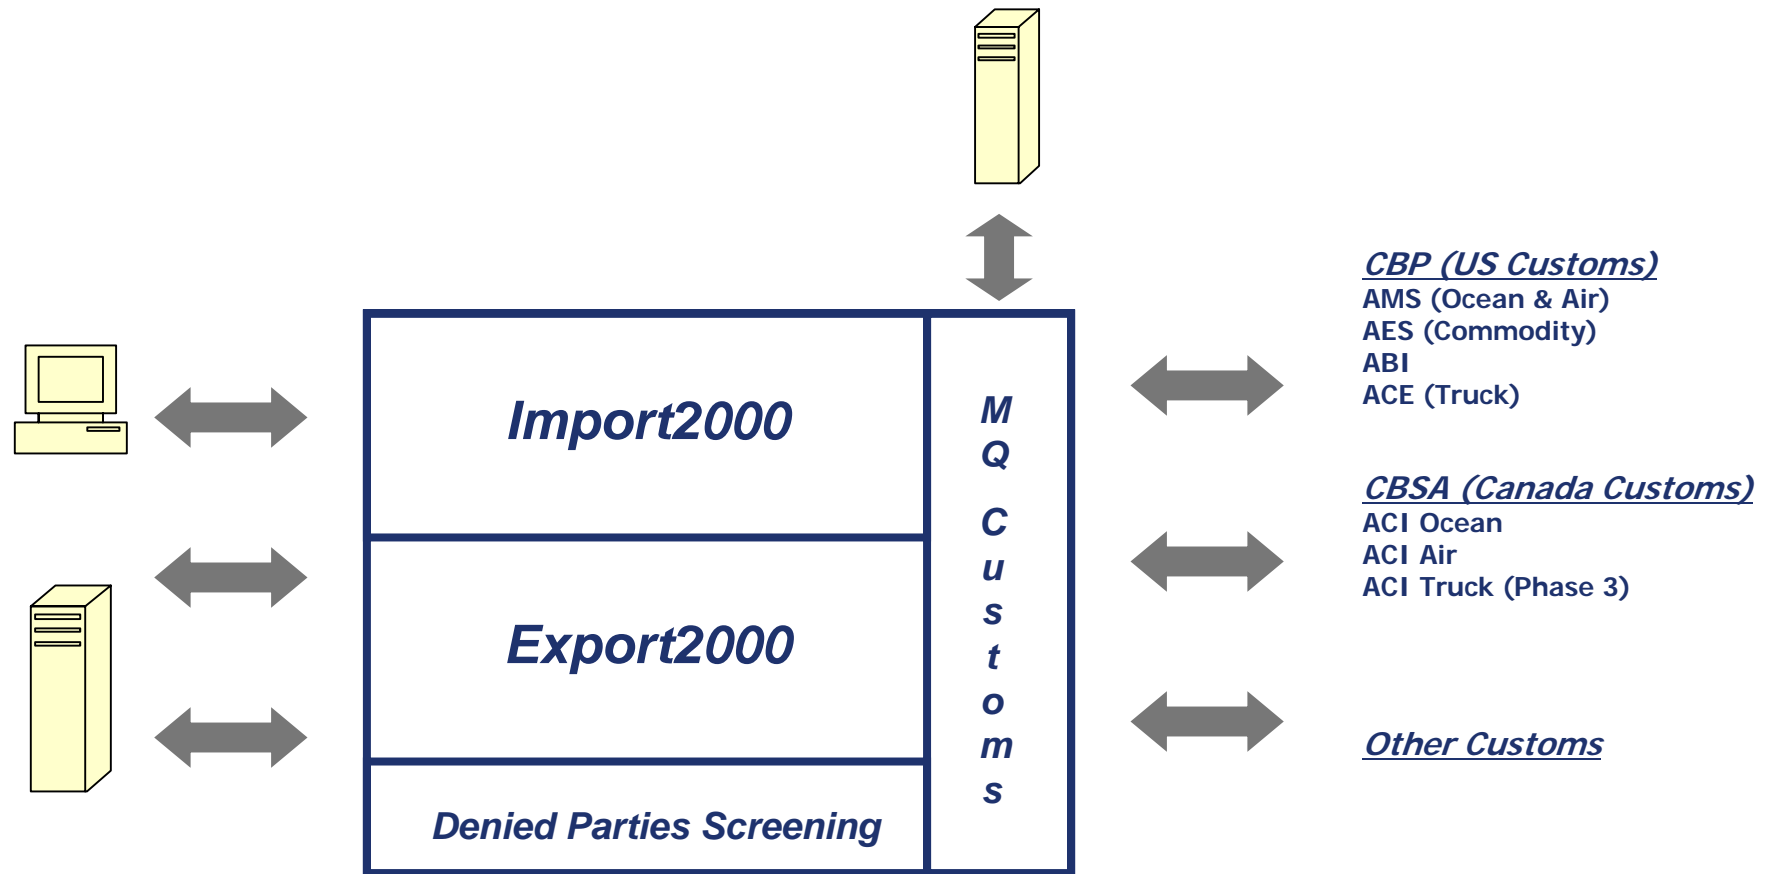 Import2000
Export2000
Denied Parties Screening
M
Q
C
u
s
t
o
m
s
CBP (US Customs)
AMS (Ocean & Air)
AES (Commodity)
ABI
ACE (Truck)
CBSA (Canada Customs)
ACI Ocean
ACI Air
ACI Truck (Phase 3)
Other Customs